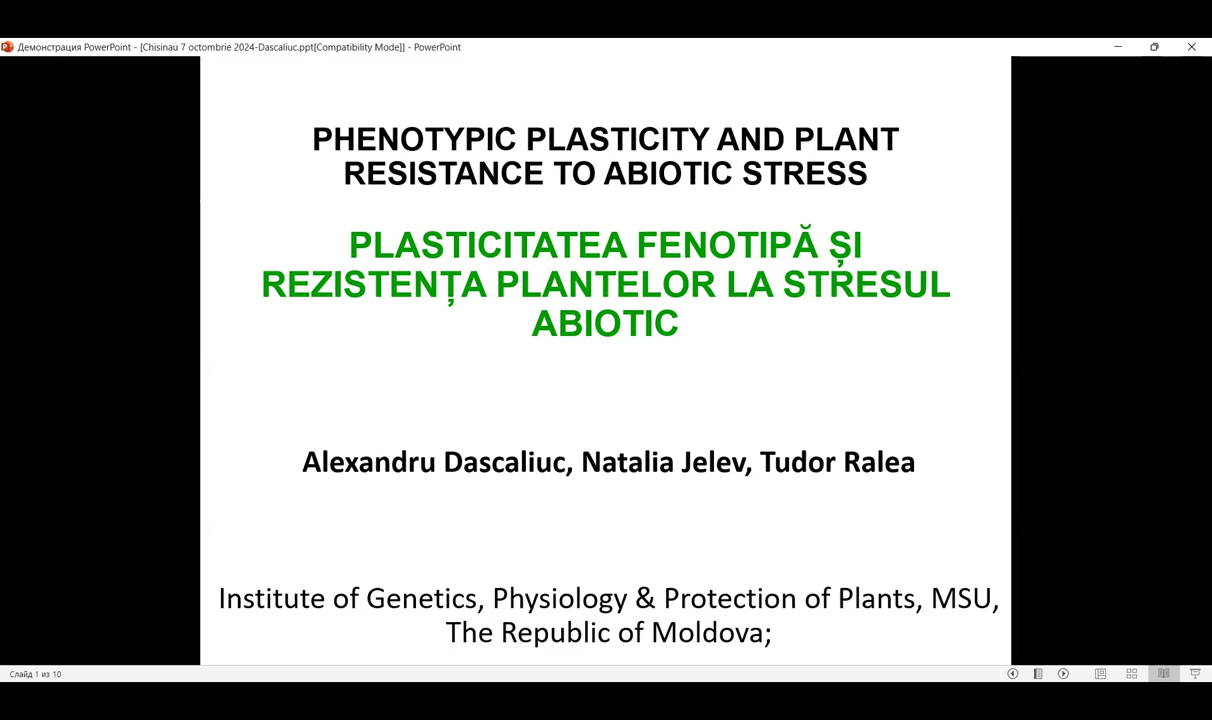 Демонстрация PowerPoint - [Chisinau 7 octombrie 2024-Dascaliuc.ppt[Compatibility Mode]] - PowerPoint
PHENOTYPIC PLASTICITY AND PLANT
RESISTANCE TO ABIOTIC STRESS
PLASTICITATEA FENOTIPĂ ȘI
REZISTENȚA PLANTELOR LA STRESUL
ABIOTIC
Alexandru Dascaliuc, Natalia Jelev, Tudor Ralea
Institute of Genetics, Physiology & Protection of Plants, MSU,
The Republic of Moldova;
Слайд 1 из 10